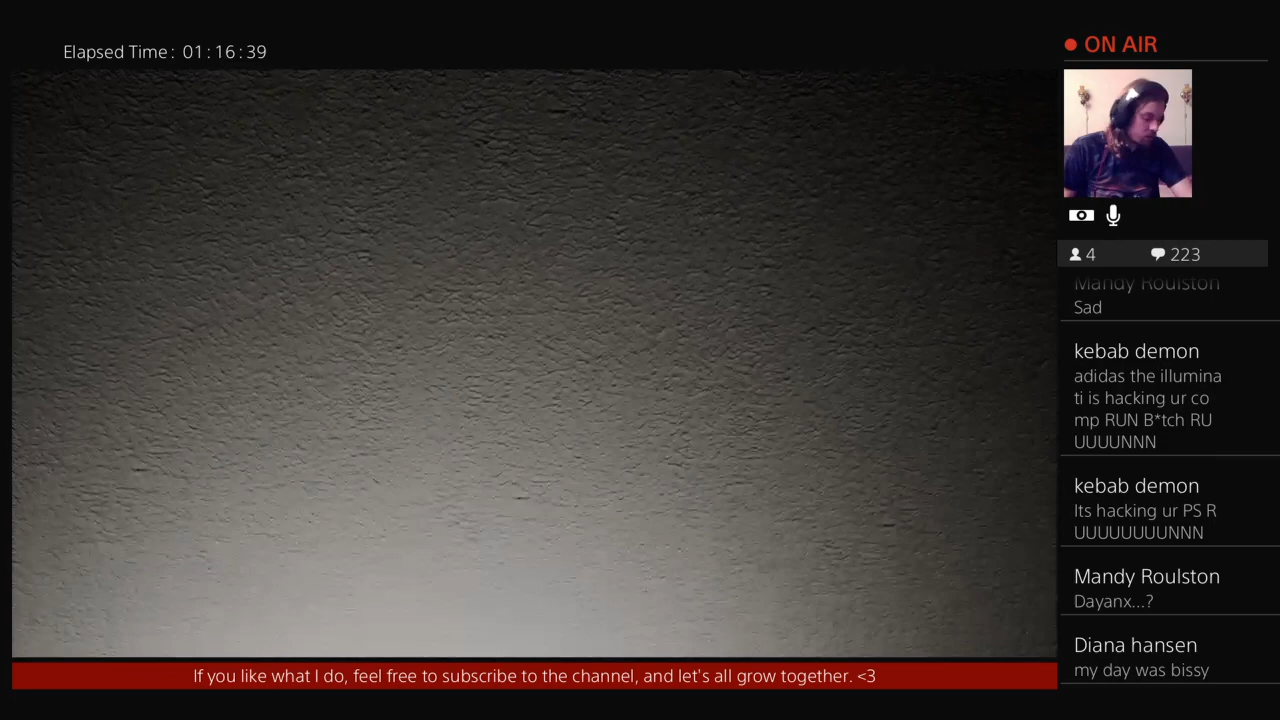 Elapsed Time: 01:16:39
ON AIR
4
223
Mandy Roulston
Sad
kebab demon
adidas the illumina
ti is hacking ur co
mp RUN B*tch RU
UUUUNNN
kebab demon
Its hacking ur PS R
UUUUUUUUNNN
Mandy Roulston
Dayanx...?
Diana hansen
my day was bissy
If you like what I do, feel free to subscribe to the channel, and let's all grow together. <3